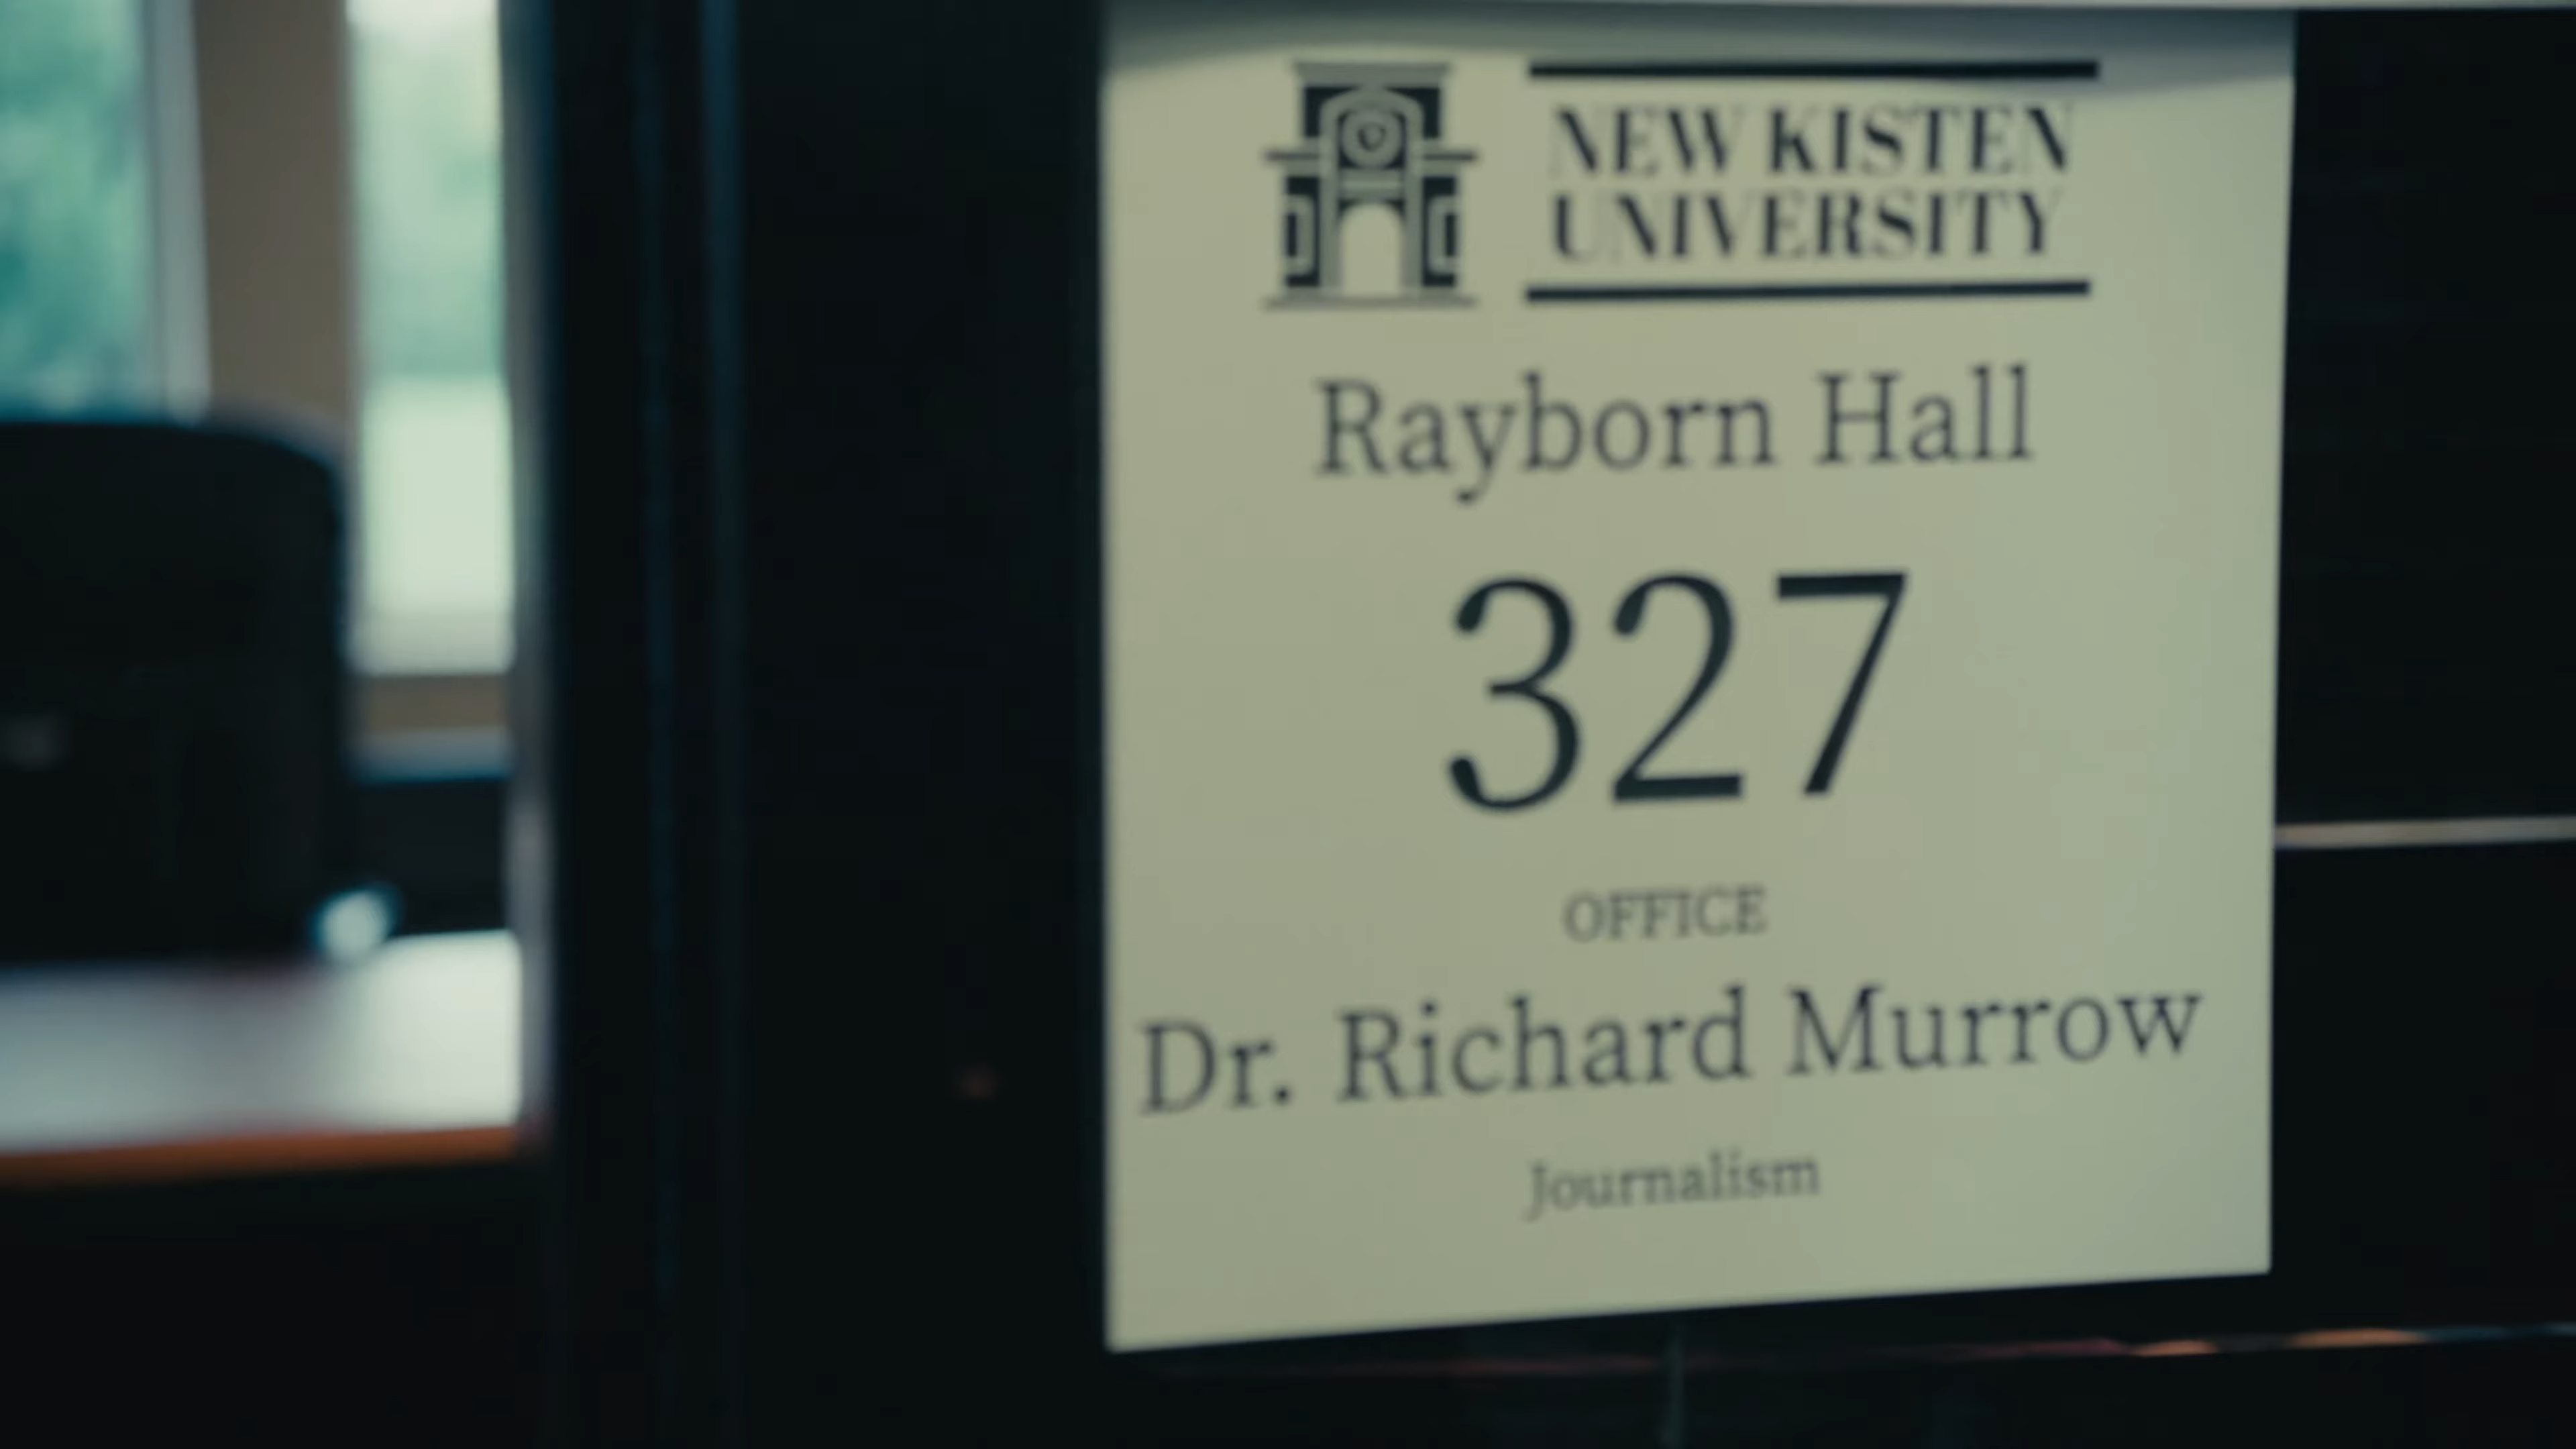 NEW KISTEN
UNIVERSITY
Rayborn Hall
327
OFFICE
Dr. Richard Murrow
Journalism